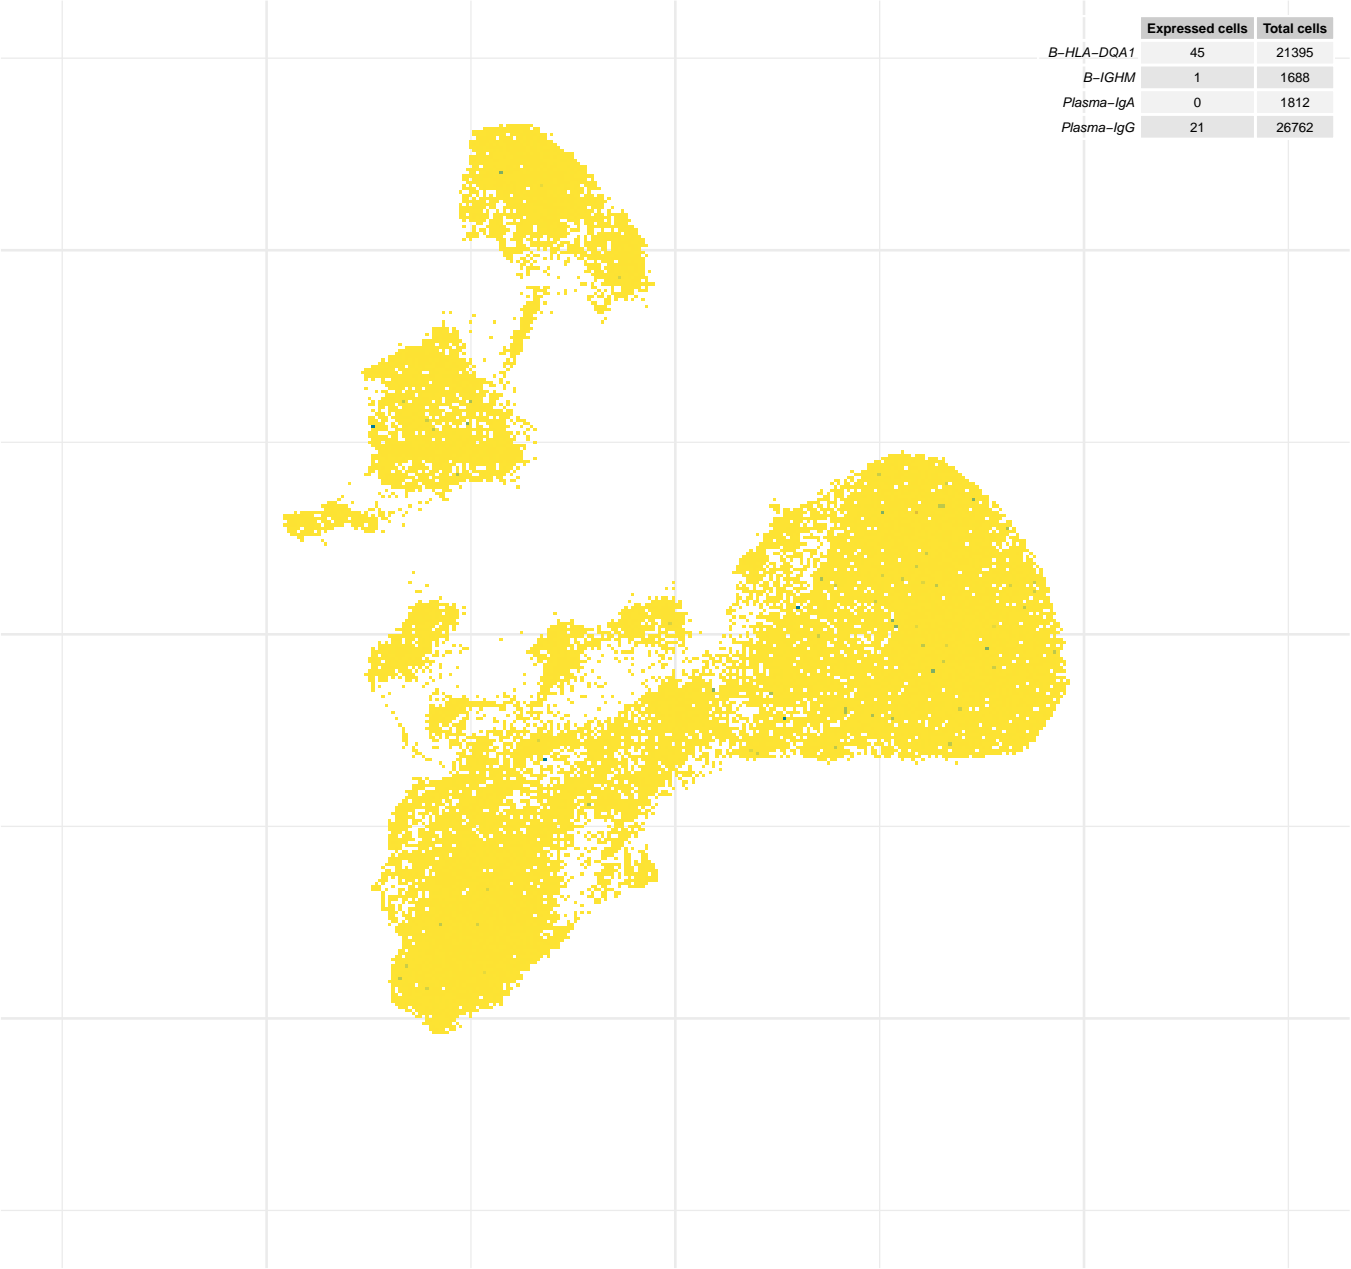 Expressed cells Total cells
B−HLA−DQA1 45 21395
B−IGHM 1 1688
Plasma−IgA 0 1812
Plasma−IgG 21 26762